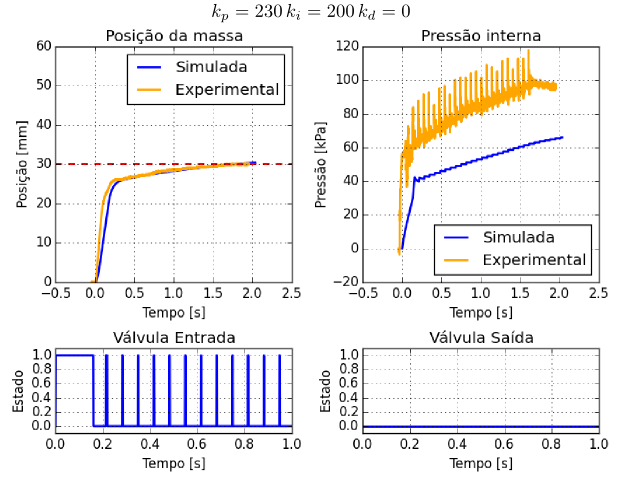 k_p = 230 k_i = 200 k_d = 0
Posição da massa
Pressão interna
60
50
40
30
20
10
0
Posição [mm]
Simulada
Experimental
−0.5 0.0 0.5 1.0 1.5 2.0 2.5
Tempo [s]
120
100
80
60
40
20
0
−20
Pressão [kPa]
Simulada
Experimental
−0.5 0.0 0.5 1.0 1.5 2.0 2.5
Tempo [s]
Válvula Entrada
1.0
0.8
0.6
0.4
0.2
0.0
Estado
0.0 0.2 0.4 0.6 0.8 1.0
Tempo [s]
Válvula Saída
1.0
0.8
0.6
0.4
0.2
0.0
Estado
0.0 0.2 0.4 0.6 0.8 1.0
Tempo [s]